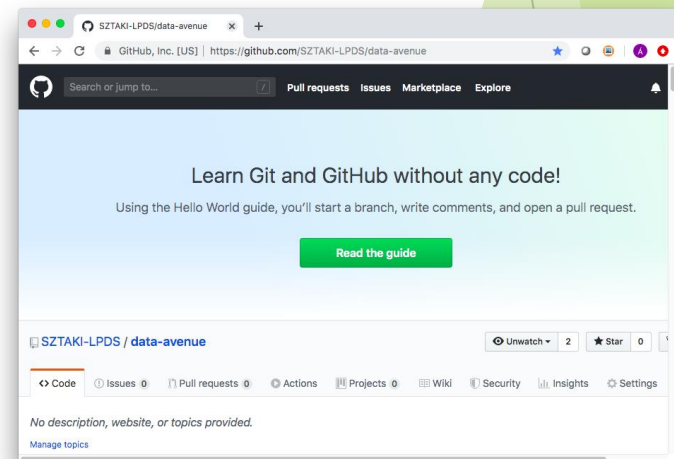 SZTAKI-LPDS/data-avenue
GitHub, Inc. [US] | https://github.com/SZTAKI-LPDS/data-avenue
Search or jump to... / Pull requests Issues Marketplace Explore
Learn Git and GitHub without any code!
Using the Hello World guide, you'll start a branch, write comments, and open a pull request.
Read the guide
SZTAKI-LPDS / data-avenue Unwatch 2 Star 0
Code Issues 0 Pull requests 0 Actions Projects 0 Wiki Security Insights Settings
No description, website, or topics provided.
Manage topics